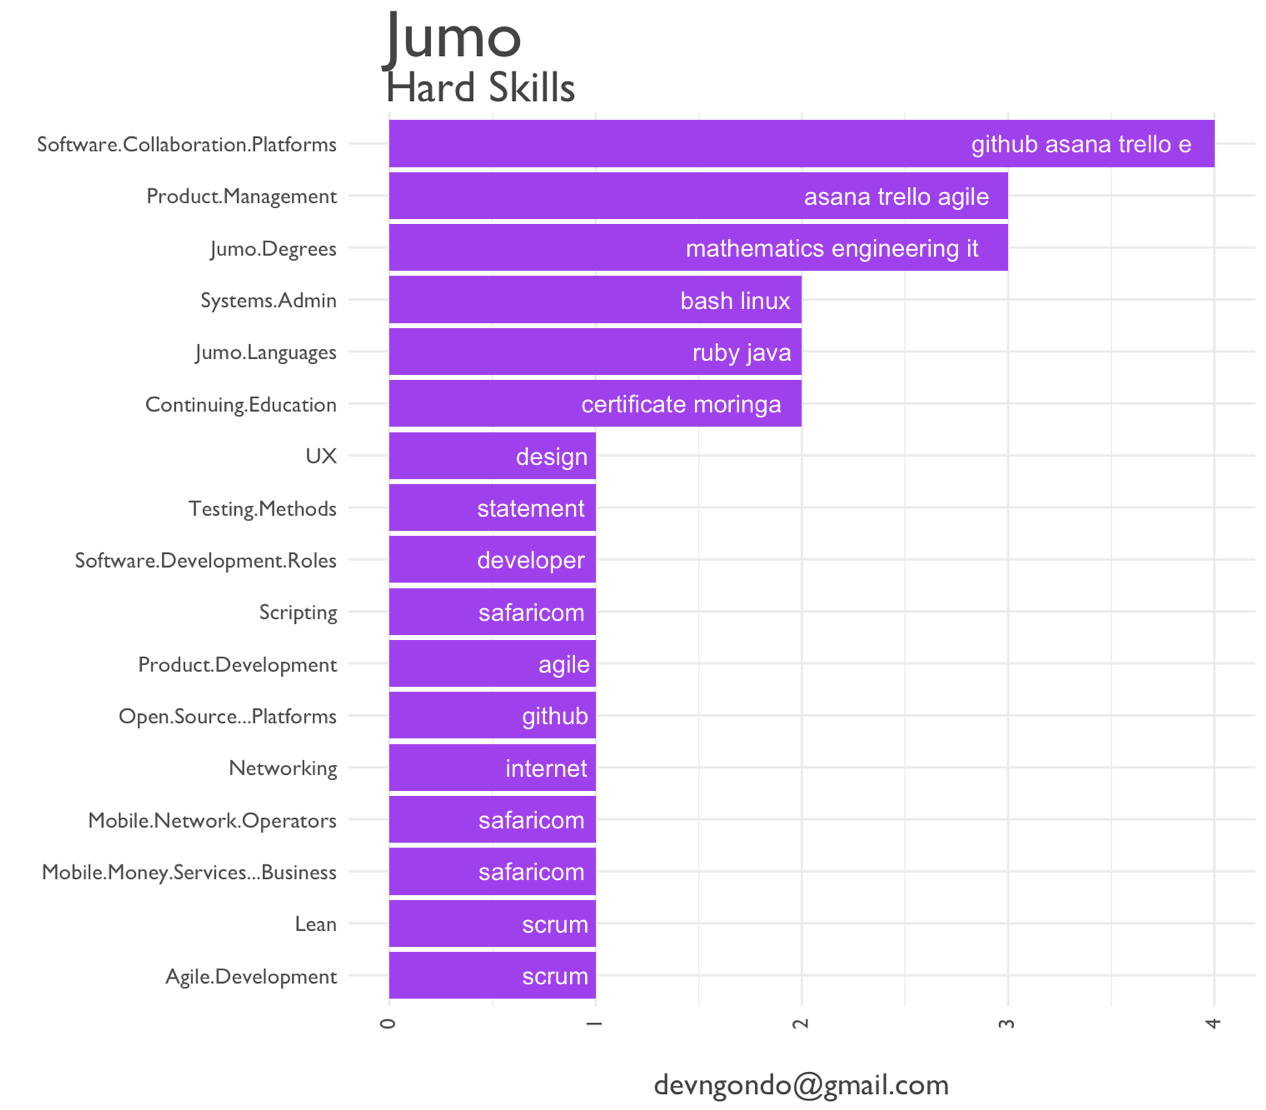 Jumo
Hard Skills
Software.Collaboration.Platforms github asana trello e
Product.Management asana trello agile
Jumo.Degrees mathematics engineering it
Systems.Admin bash linux
Jumo.Languages ruby java
Continuing.Education certificate moringa
UX design
Testing.Methods statement
Software.Development.Roles developer
Scripting safaricom
Product.Development agile
Open.Source...Platforms github
Networking internet
Mobile.Network.Operators safaricom
Mobile.Money.Services...Business safaricom
Lean scrum
Agile.Development scrum
0 1 2 3 4
devngondo@gmail.com